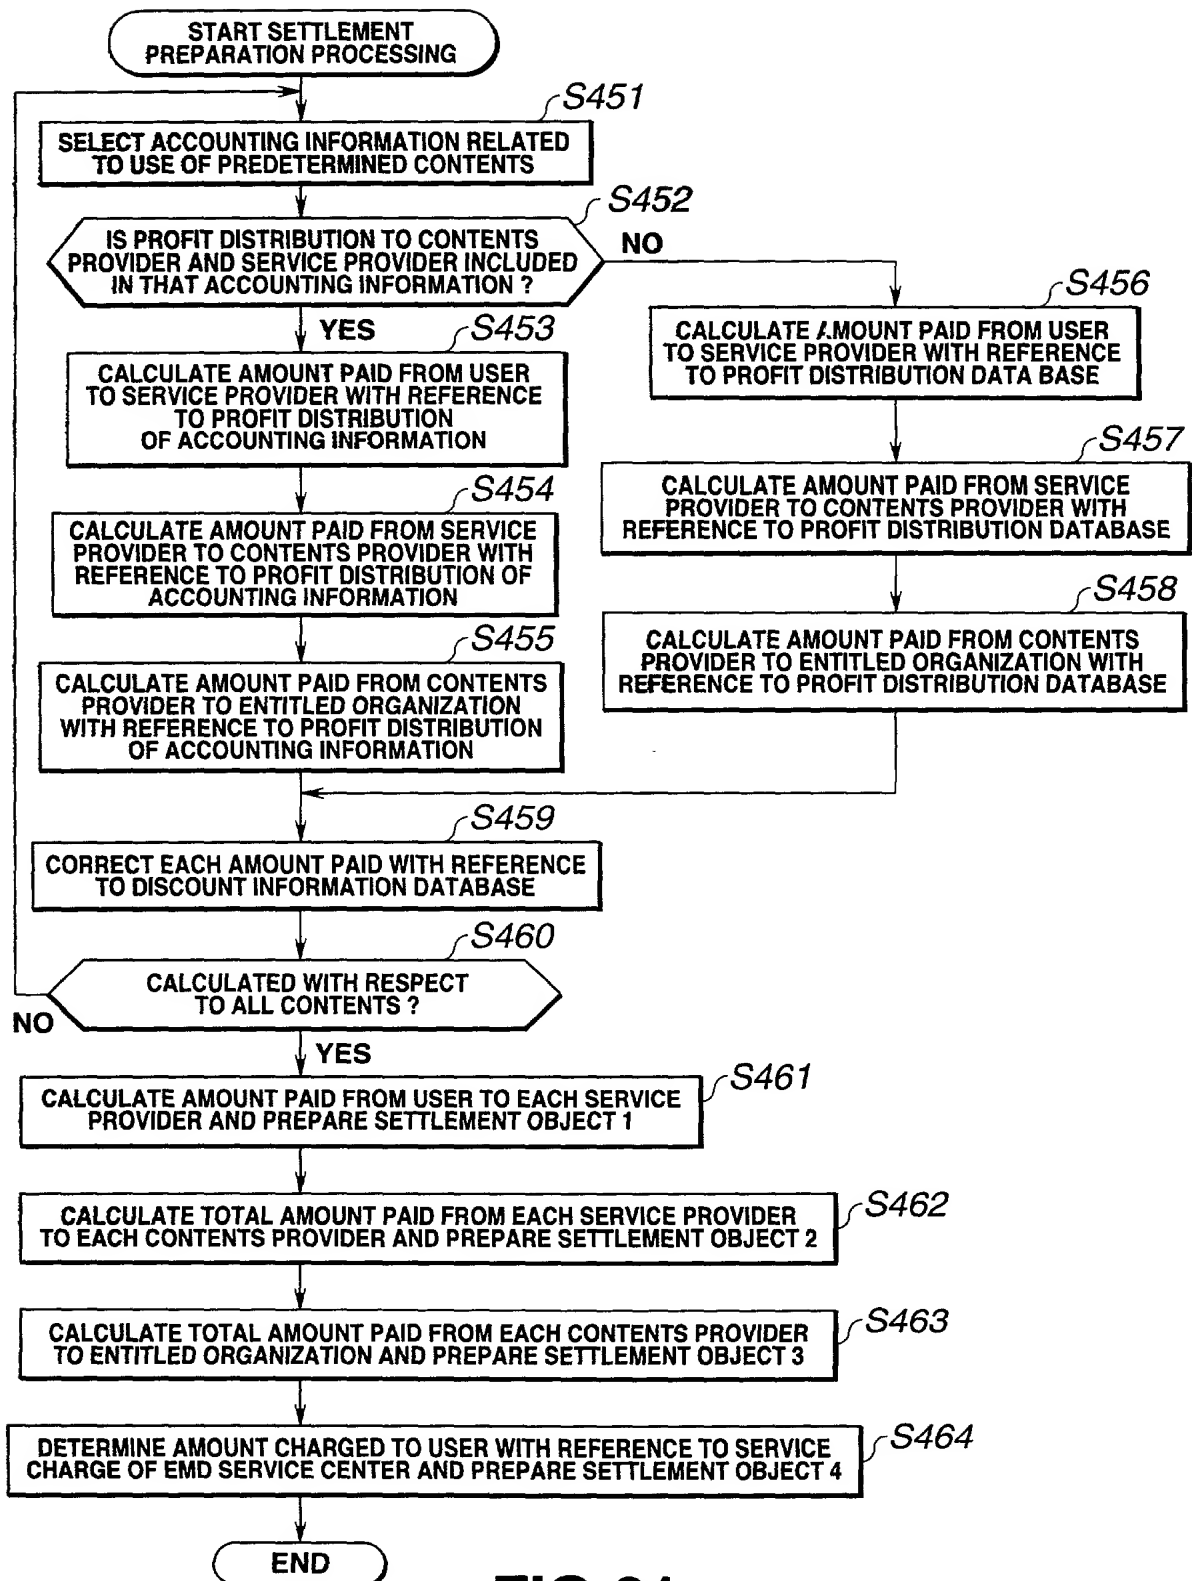 START SETTLEMENT
PREPARATION PROCESSING
S451
SELECT ACCOUNTING INFORMATION RELATED
TO USE OF PREDETERMINED CONTENTS
S452
IS PROFIT DISTRIBUTION TO CONTENTS
PROVIDER AND SERVICE PROVIDER INCLUDED
IN THAT ACCOUNTING INFORMATION ?
NO
YES
S453
CALCULATE AMOUNT PAID FROM USER
TO SERVICE PROVIDER WITH REFERENCE
TO PROFIT DISTRIBUTION
OF ACCOUNTING INFORMATION
S454
CALCULATE AMOUNT PAID FROM SERVICE
PROVIDER TO CONTENTS PROVIDER WITH
REFERENCE TO PROFIT DISTRIBUTION OF
ACCOUNTING INFORMATION
S455
CALCULATE AMOUNT PAID FROM CONTENTS
PROVIDER TO ENTITLED ORGANIZATION
WITH REFERENCE TO PROFIT DISTRIBUTION
OF ACCOUNTING INFORMATION
S456
CALCULATE AMOUNT PAID FROM USER
TO SERVICE PROVIDER WITH REFERENCE
TO PROFIT DISTRIBUTION DATA BASE
S457
CALCULATE AMOUNT PAID FROM SERVICE
PROVIDER TO CONTENTS PROVIDER WITH
REFERENCE TO PROFIT DISTRIBUTION DATABASE
S458
CALCULATE AMOUNT PAID FROM CONTENTS
PROVIDER TO ENTITLED ORGANIZATION WITH
REFERENCE TO PROFIT DISTRIBUTION DATABASE
S459
CORRECT EACH AMOUNT PAID WITH REFERENCE
TO DISCOUNT INFORMATION DATABASE
S460
CALCULATED WITH RESPECT
TO ALL CONTENTS ?
NO
YES
S461
CALCULATE AMOUNT PAID FROM USER TO EACH SERVICE
PROVIDER AND PREPARE SETTLEMENT OBJECT 1
S462
CALCULATE TOTAL AMOUNT PAID FROM EACH SERVICE PROVIDER
TO EACH CONTENTS PROVIDER AND PREPARE SETTLEMENT OBJECT 2
S463
CALCULATE TOTAL AMOUNT PAID FROM EACH CONTENTS PROVIDER
TO ENTITLED ORGANIZATION AND PREPARE SETTLEMENT OBJECT 3
S464
DETERMINE AMOUNT CHARGED TO USER WITH REFERENCE TO SERVICE
CHARGE OF EMD SERVICE CENTER AND PREPARE SETTLEMENT OBJECT 4
END